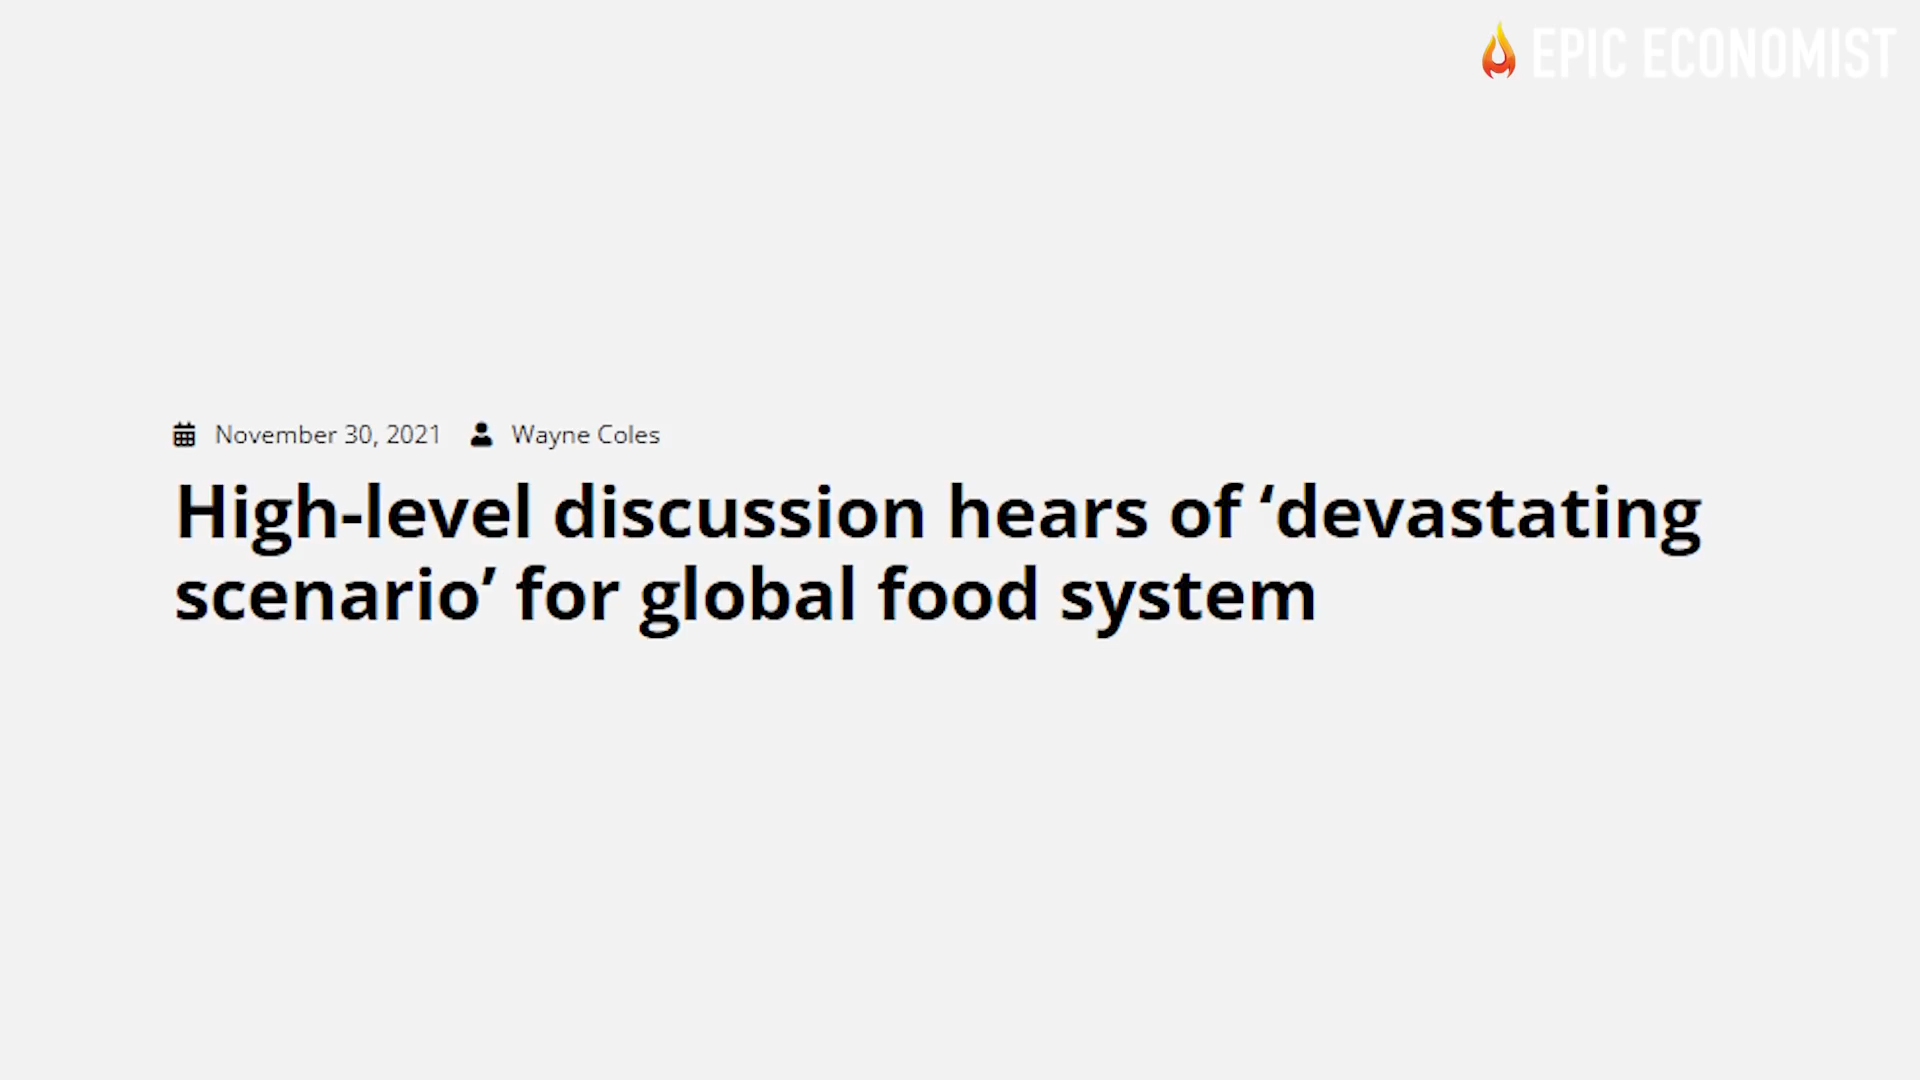 EPIC ECONOMIST
November 30, 2021 Wayne Coles
High-level discussion hears of ‘devastating
scenario’ for global food system